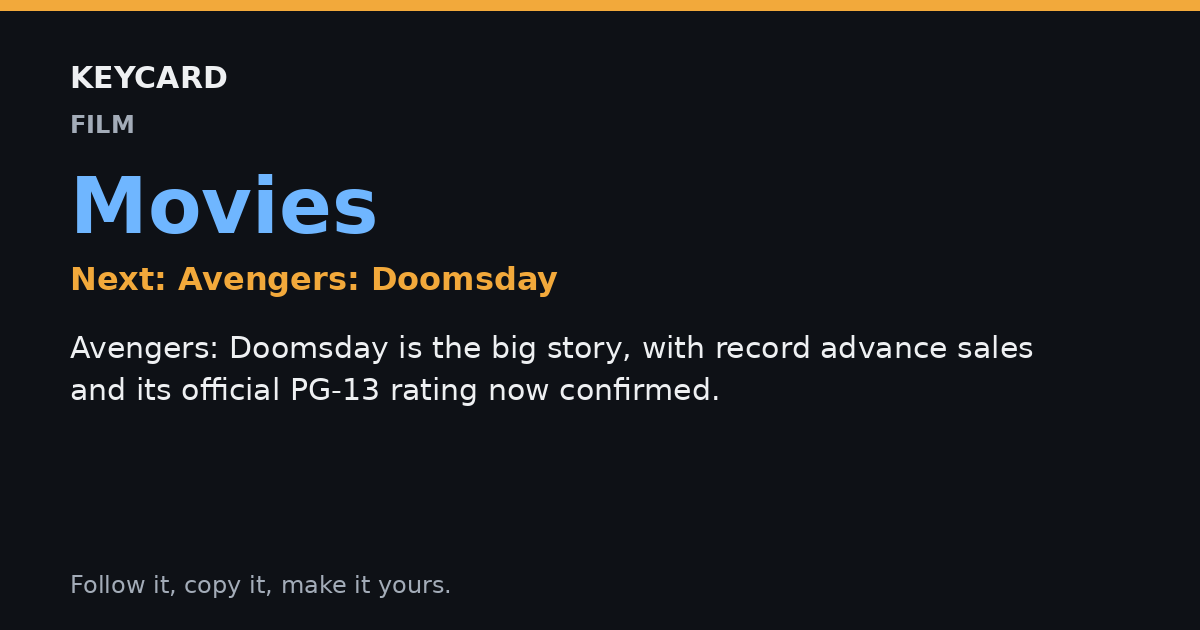 KEYCARD
FILM
Movies
Next: Avengers: Doomsday
Avengers: Doomsday is the big story, with record advance sales
and its official PG-13 rating now confirmed.
Follow it, copy it, make it yours.